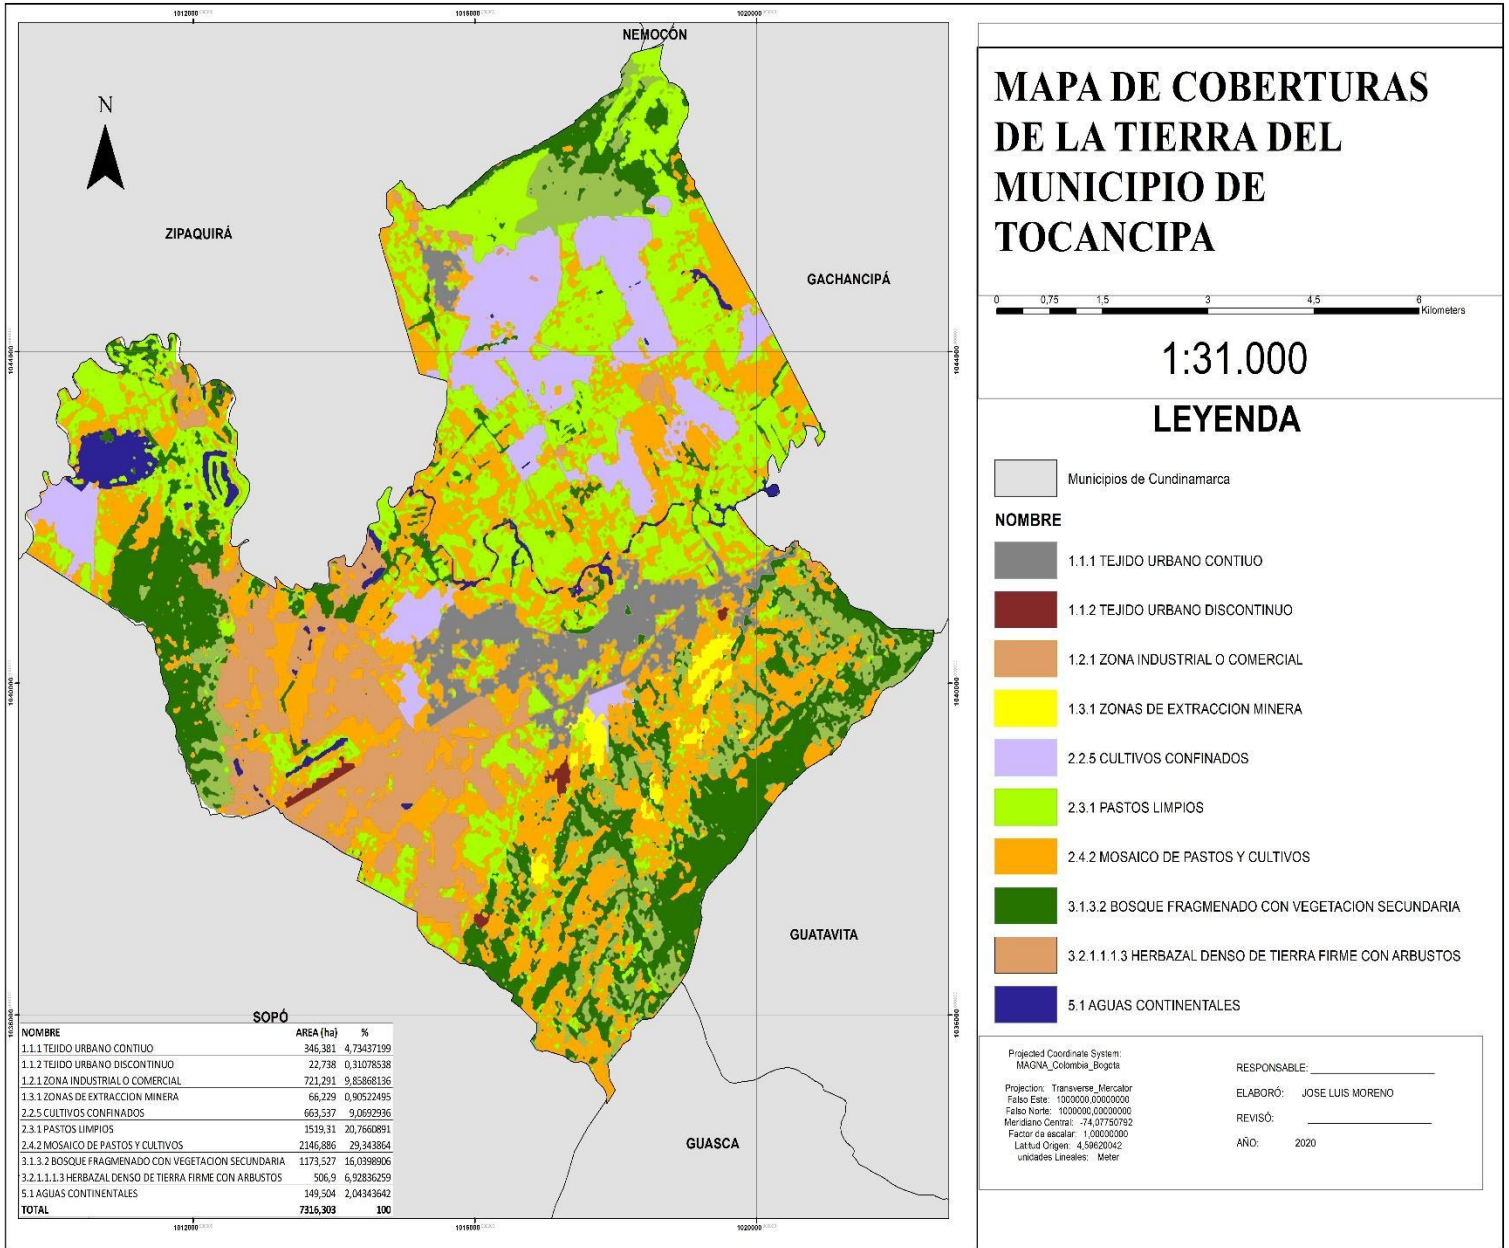 NEMOCÓN
N
ZIPAQUIRÁ
GACHANCIPÁ
GUATAVITA
SOPÓ
GUASCA
1012000
1016000
1020000
1044000
1040000
1036000
1044000
1040000
1036000
1012000
1016000
1020000
NOMBRE AREA (ha) %
1.1.1 TEJIDO URBANO CONTIUO 346,381 4,73437199
1.1.2 TEJIDO URBANO DISCONTINUO 22,738 0,31078538
1.2.1 ZONA INDUSTRIAL O COMERCIAL 721,291 9,85868136
1.3.1 ZONAS DE EXTRACCION MINERA 66,229 0,90522495
2.2.5 CULTIVOS CONFINADOS 663,537 9,0692936
2.3.1 PASTOS LIMPIOS 1519,31 20,7660891
2.4.2 MOSAICO DE PASTOS Y CULTIVOS 2146,886 29,343864
3.1.3.2 BOSQUE FRAGMENADO CON VEGETACION SECUNDARIA 1173,527 16,0398906
3.2.1.1.1.3 HERBAZAL DENSO DE TIERRA FIRME CON ARBUSTOS 506,9 6,92836259
5.1 AGUAS CONTINENTALES 149,504 2,04343642
TOTAL 7316,303 100
MAPA DE COBERTURAS
DE LA TIERRA DEL
MUNICIPIO DE
TOCANCIPA
0 0,75 1,5 3 4,5 6
Kilometers
1:31.000
LEYENDA
Municipios de Cundinamarca
NOMBRE
1.1.1 TEJIDO URBANO CONTIUO
1.1.2 TEJIDO URBANO DISCONTINUO
1.2.1 ZONA INDUSTRIAL O COMERCIAL
1.3.1 ZONAS DE EXTRACCION MINERA
2.2.5 CULTIVOS CONFINADOS
2.3.1 PASTOS LIMPIOS
2.4.2 MOSAICO DE PASTOS Y CULTIVOS
3.1.3.2 BOSQUE FRAGMENADO CON VEGETACION SECUNDARIA
3.2.1.1.1.3 HERBAZAL DENSO DE TIERRA FIRME CON ARBUSTOS
5.1 AGUAS CONTINENTALES
Projected Coordinate System:
MAGNA_Colombia_Bogota
Projection: Transverse_Mercator
Falso Este: 1000000,00000000
Falso Norte: 1000000,00000000
Meridiano Central: -74,07750792
Factor de escalar: 1,00000000
Latitud Origen: 4,59620042
unidades Lineales: Meter
RESPONSABLE:
ELABORÓ: JOSE LUIS MORENO
REVISÓ:
AÑO: 2020